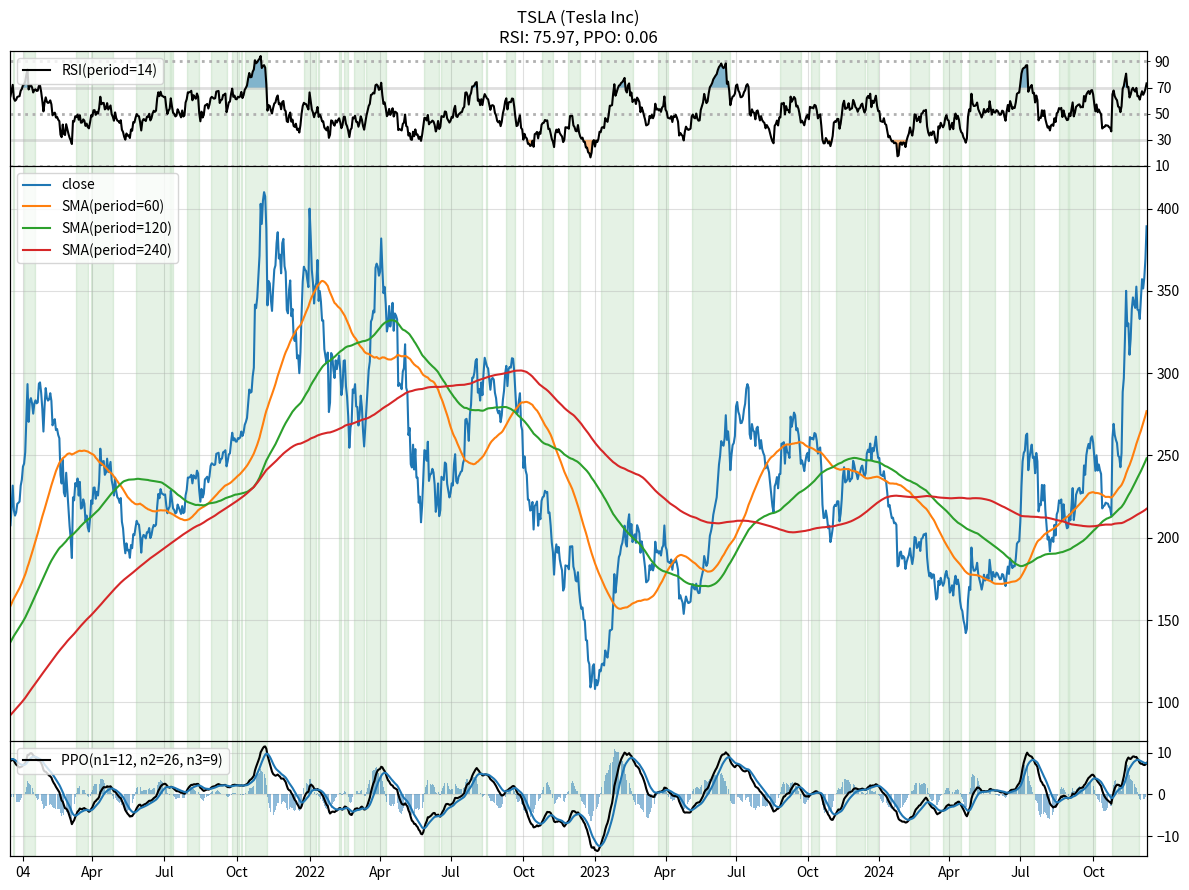 TSLA (Tesla Inc)
RSI: 75.97, PPO: 0.06
RSI(period=14)
90
70
50
30
10
close
SMA(period=60)
SMA(period=120)
SMA(period=240)
400
350
300
250
200
150
100
PPO(n1=12, n2=26, n3=9)
10
0
−10
04 Apr Jul Oct 2022 Apr Jul Oct 2023 Apr Jul Oct 2024 Apr Jul Oct